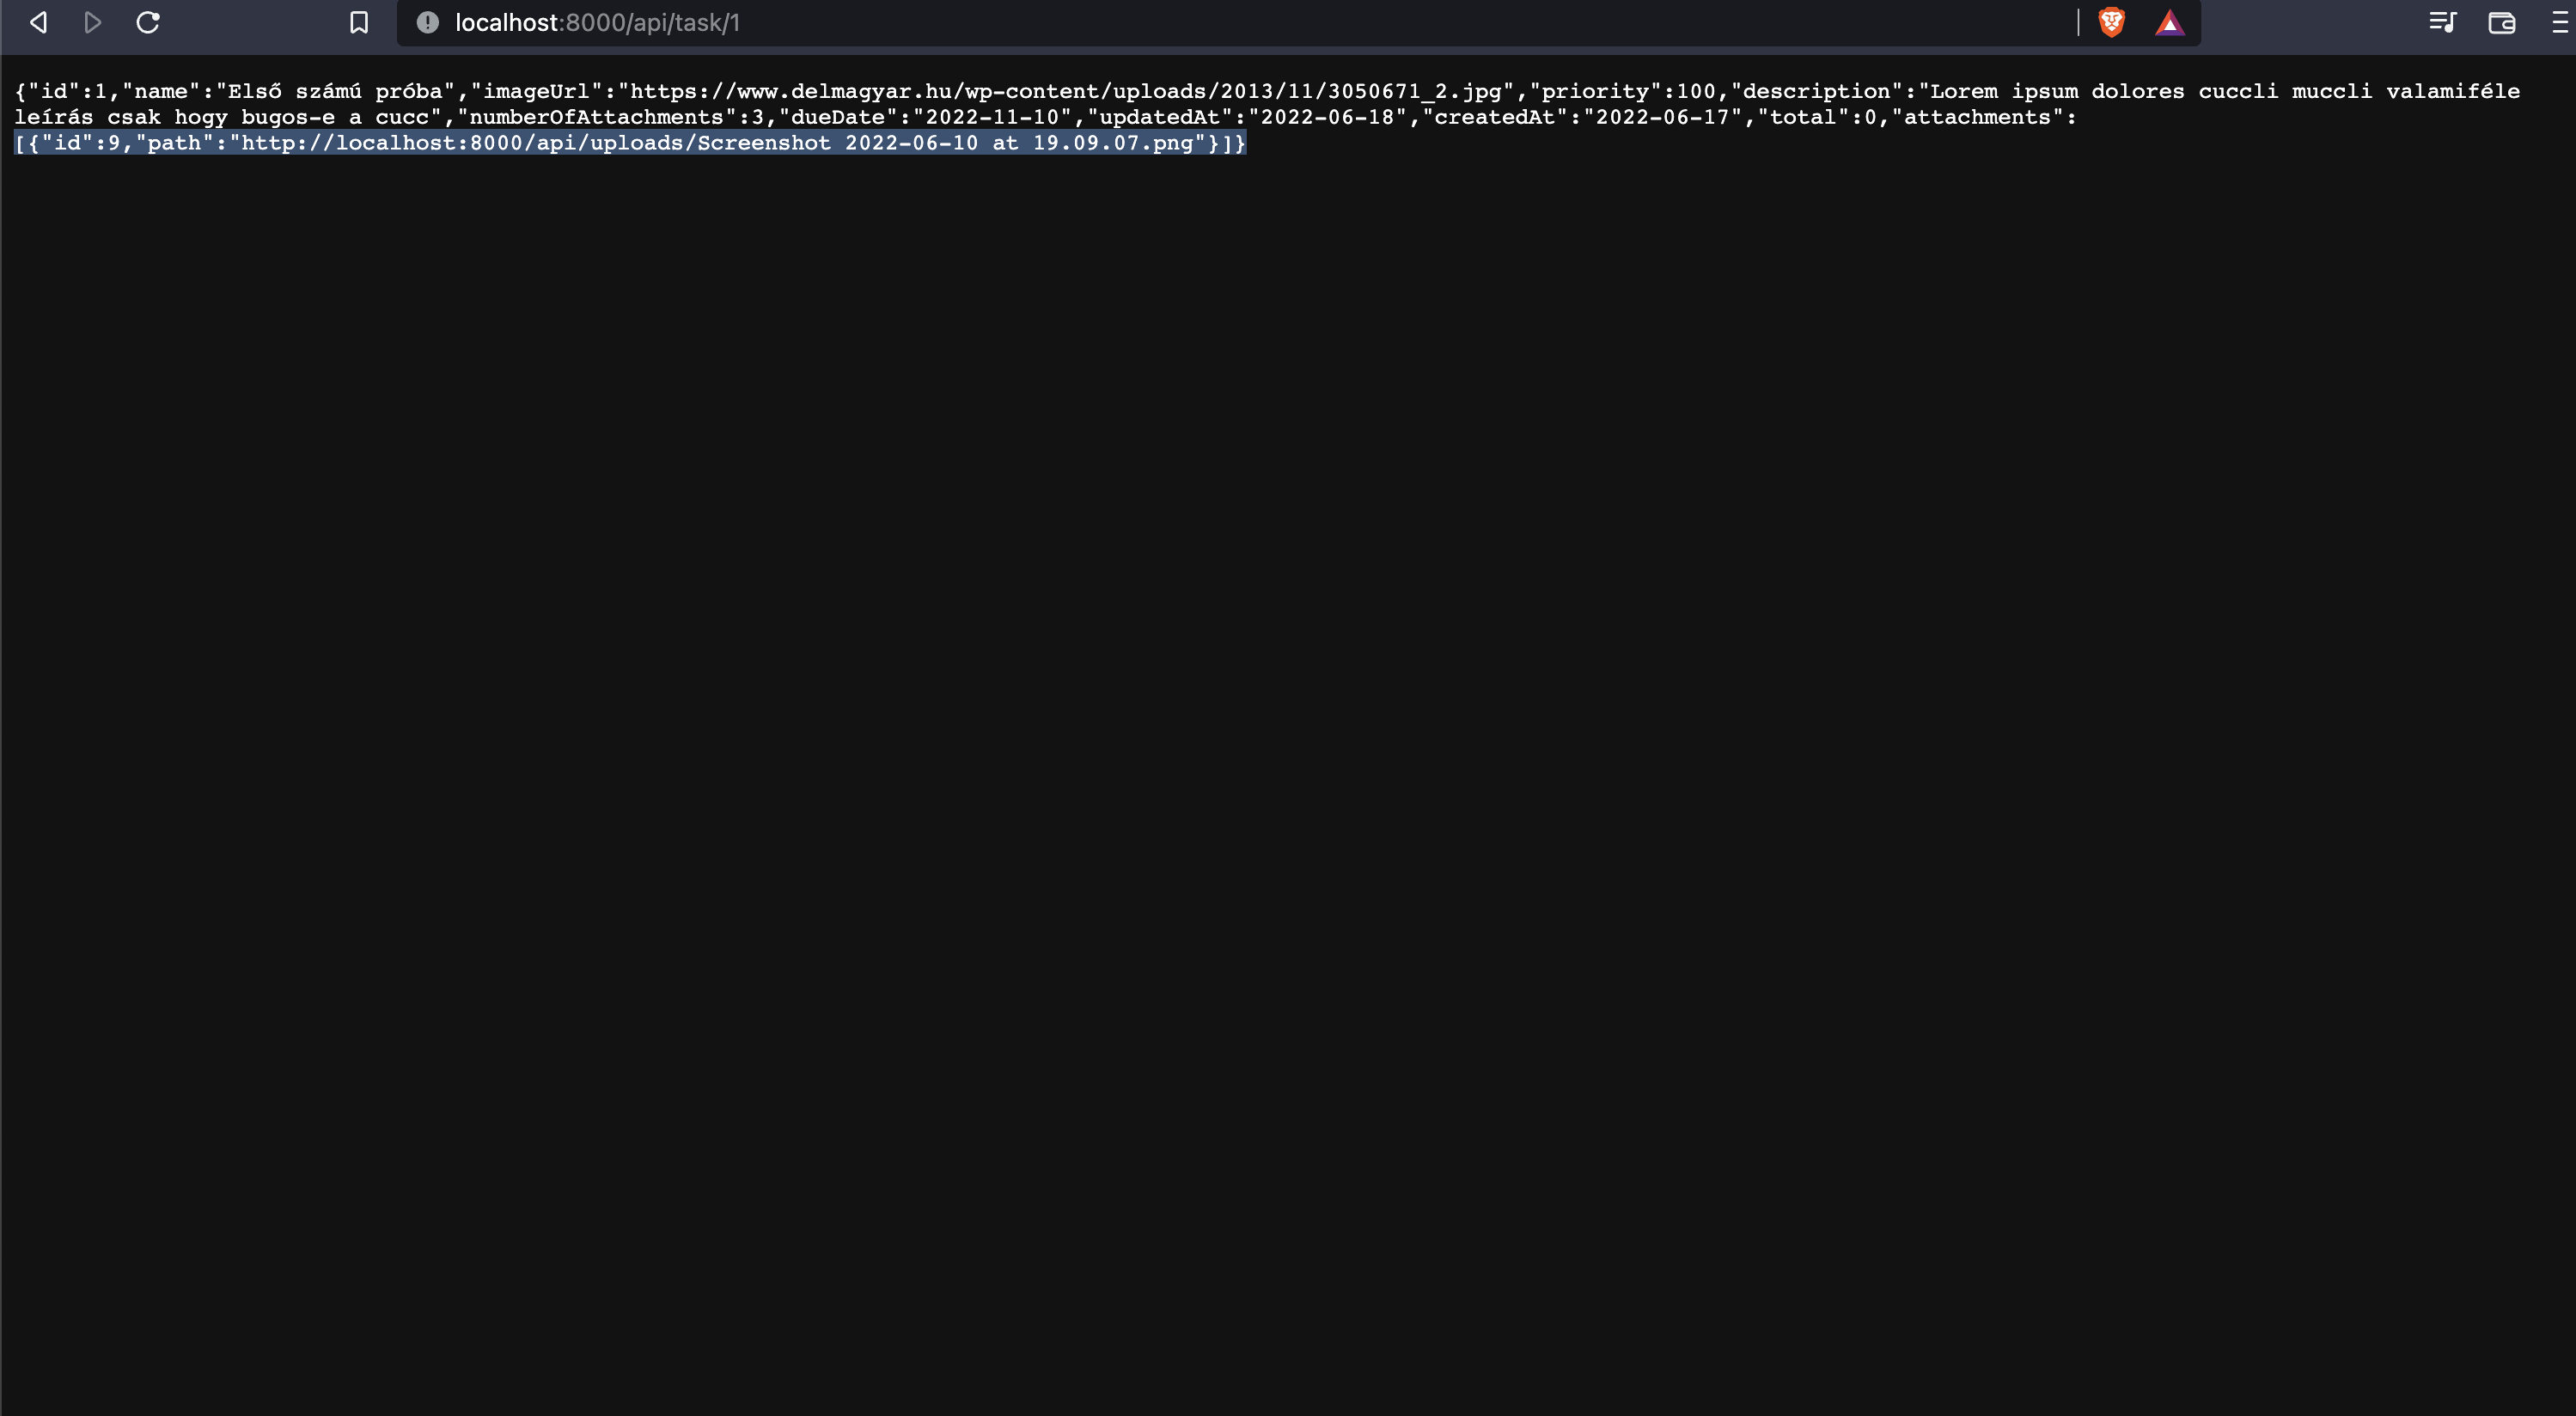 localhost:8000/api/task/1
{"id":1,"name":"Első számú próba","imageUrl":"https://www.delmagyar.hu/wp-content/uploads/2013/11/3050671_2.jpg","priority":100,"description":"Lorem ipsum dolores cuccli muccli valamiféle
leírás csak hogy bugos-e a cucc","numberOfAttachments":3,"dueDate":"2022-11-10","updatedAt":"2022-06-18","createdAt":"2022-06-17","total":0,"attachments":
[{"id":9,"path":"http://localhost:8000/api/uploads/Screenshot 2022-06-10 at 19.09.07.png"}]}